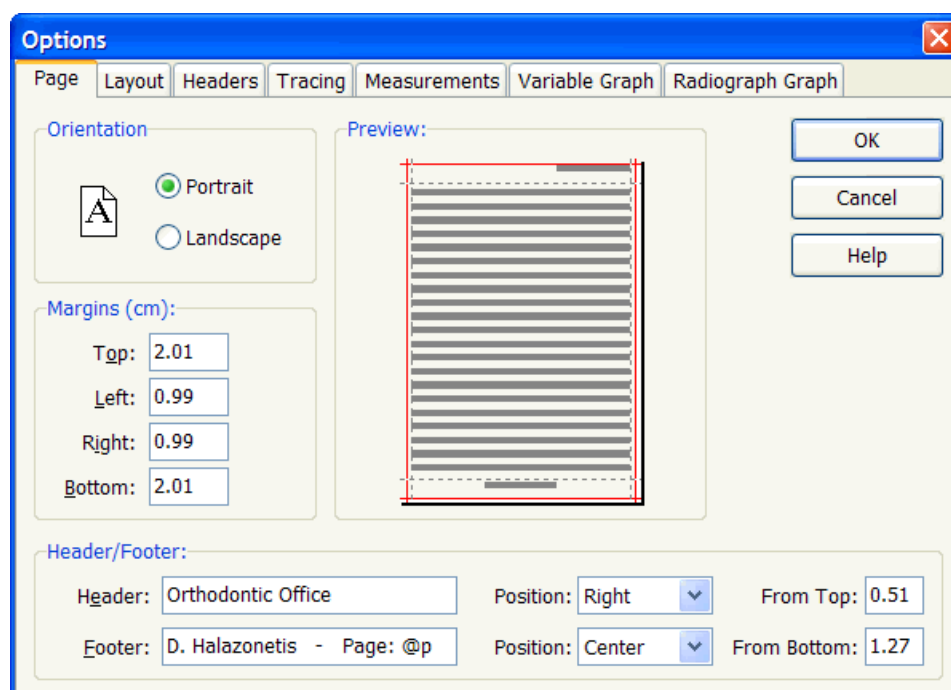 Options
Page Layout Headers Tracing Measurements Variable Graph Radiograph Graph
Orientation
A
Portrait
Landscape
Preview:
OK
Cancel
Help
Margins (cm):
Top: 2.01
Left: 0.99
Right: 0.99
Bottom: 2.01
Header/Footer:
Header: Orthodontic Office Position: Right From Top: 0.51
Footer: D. Halazonetis - Page: @p Position: Center From Bottom: 1.27